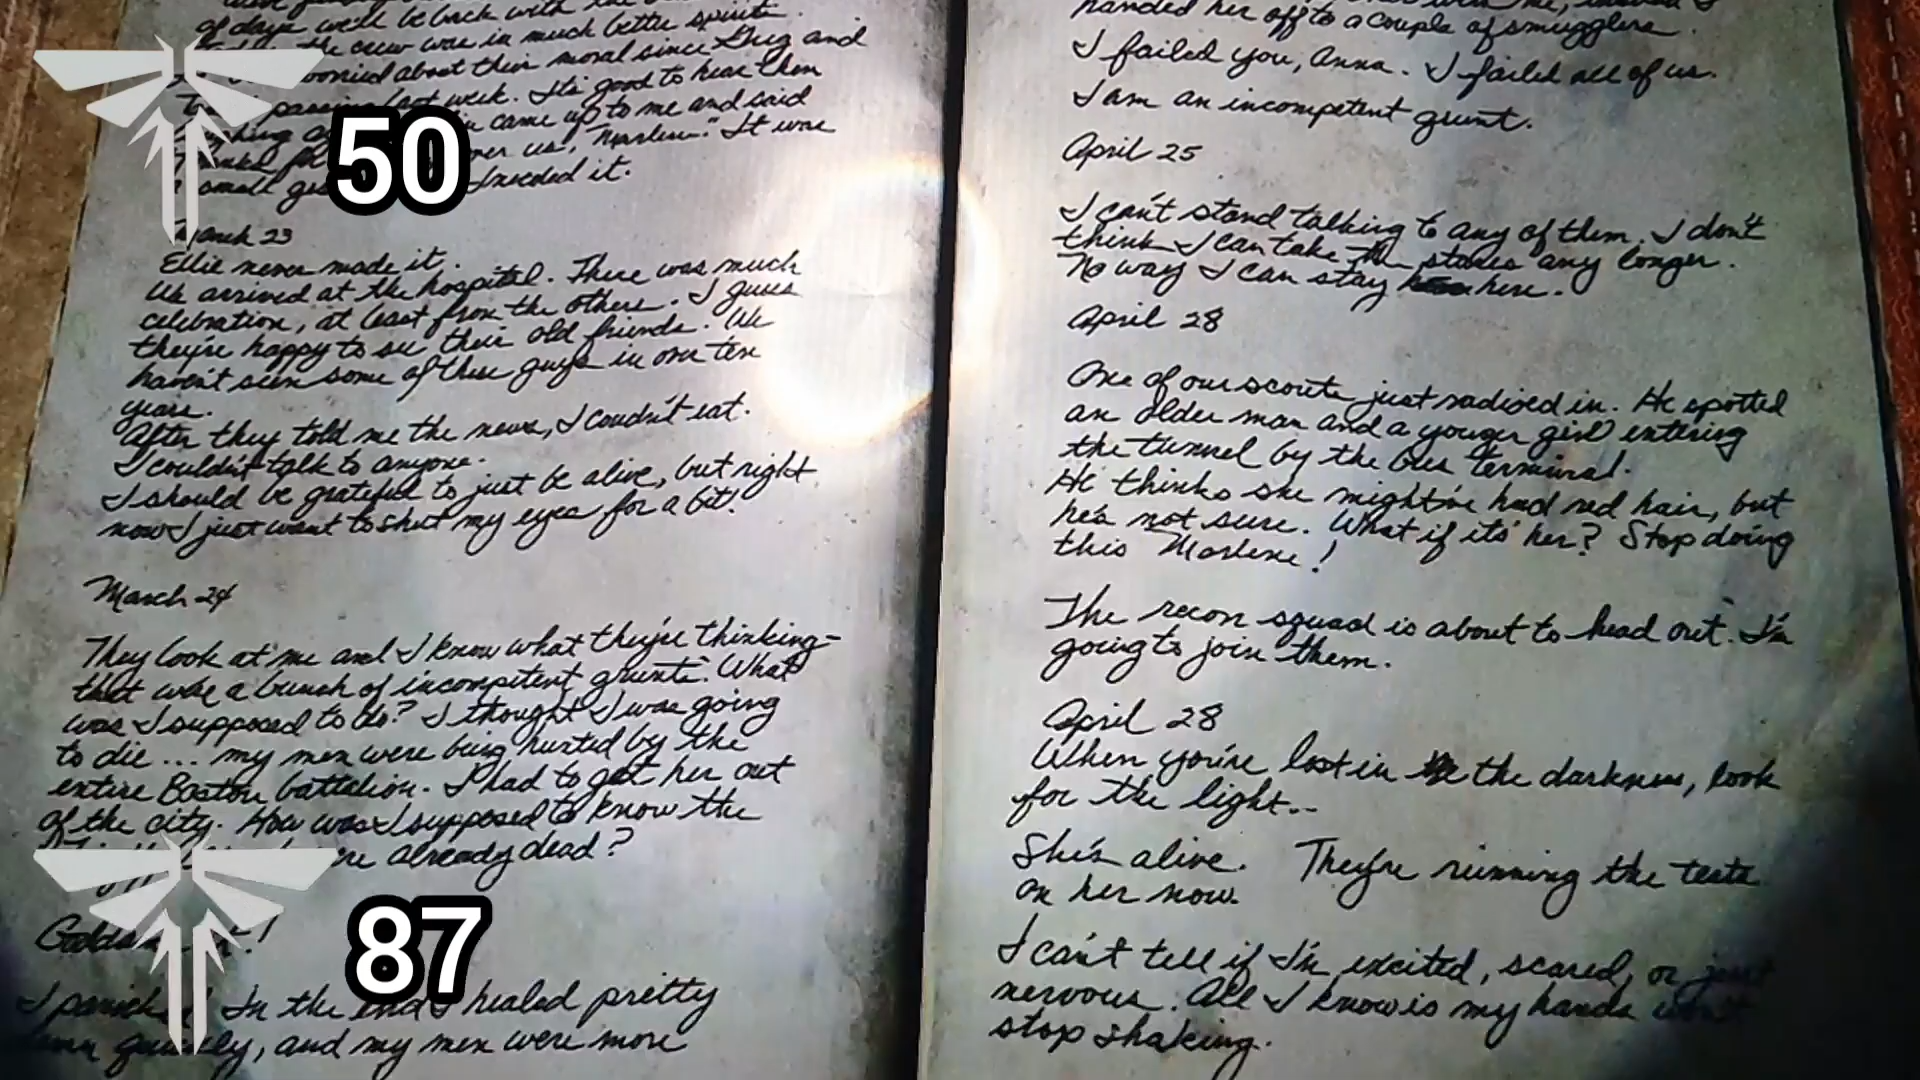 of days we'll be back with the
the crew was in much better spirits.
worried about their moral since Greg and
passing last week. It's good to hear them
came up to me and said
over us, Marlene." It was
small I needed it.
50
March 23
Ellie never made it.
We arrived at the hospital. There was much
celebration, at least from the others. I guess
they're happy to see their old friends. We
haven't seen some of these guys in over ten
years.
After they told me the news, I couldn't eat.
I couldn't talk to anyone.
I should be grateful to just be alive, but right
now I just want to shut my eyes for a bit!
March 24
They look at me and I know what they're thinking-
that was a bunch of incompetent grunts. What
was I supposed to do? I thought I was going
to die... my men were being hunted by the
entire Boston battalion. I had to get her out
of the city. How was I supposed to know the
were already dead?
87
I panicked In the end I healed pretty
damn quickly, and my men were more
handed her off to a couple of smugglers.
I failed you, Anna. I failed all of us.
I am an incompetent grunt.
April 25
I can't stand talking to any of them. I don't
think I can take the stares any longer.
No way I can stay here.
April 28
One of our scouts just radioed in. He spotted
an older man and a younger girl entering
the tunnel by the bus terminal.
He thinks she might've had red hair, but
he's not sure. What if it's her? Stop doing
this Marlene!
The recon squad is about to head out. I'm
going to join them.
April 28
When you're lost in the darkness, look
for the light...
She's alive. They're running the tests
on her now.
I can't tell if I'm excited, scared, or just
nervous. All I know is my hands won't
stop shaking.